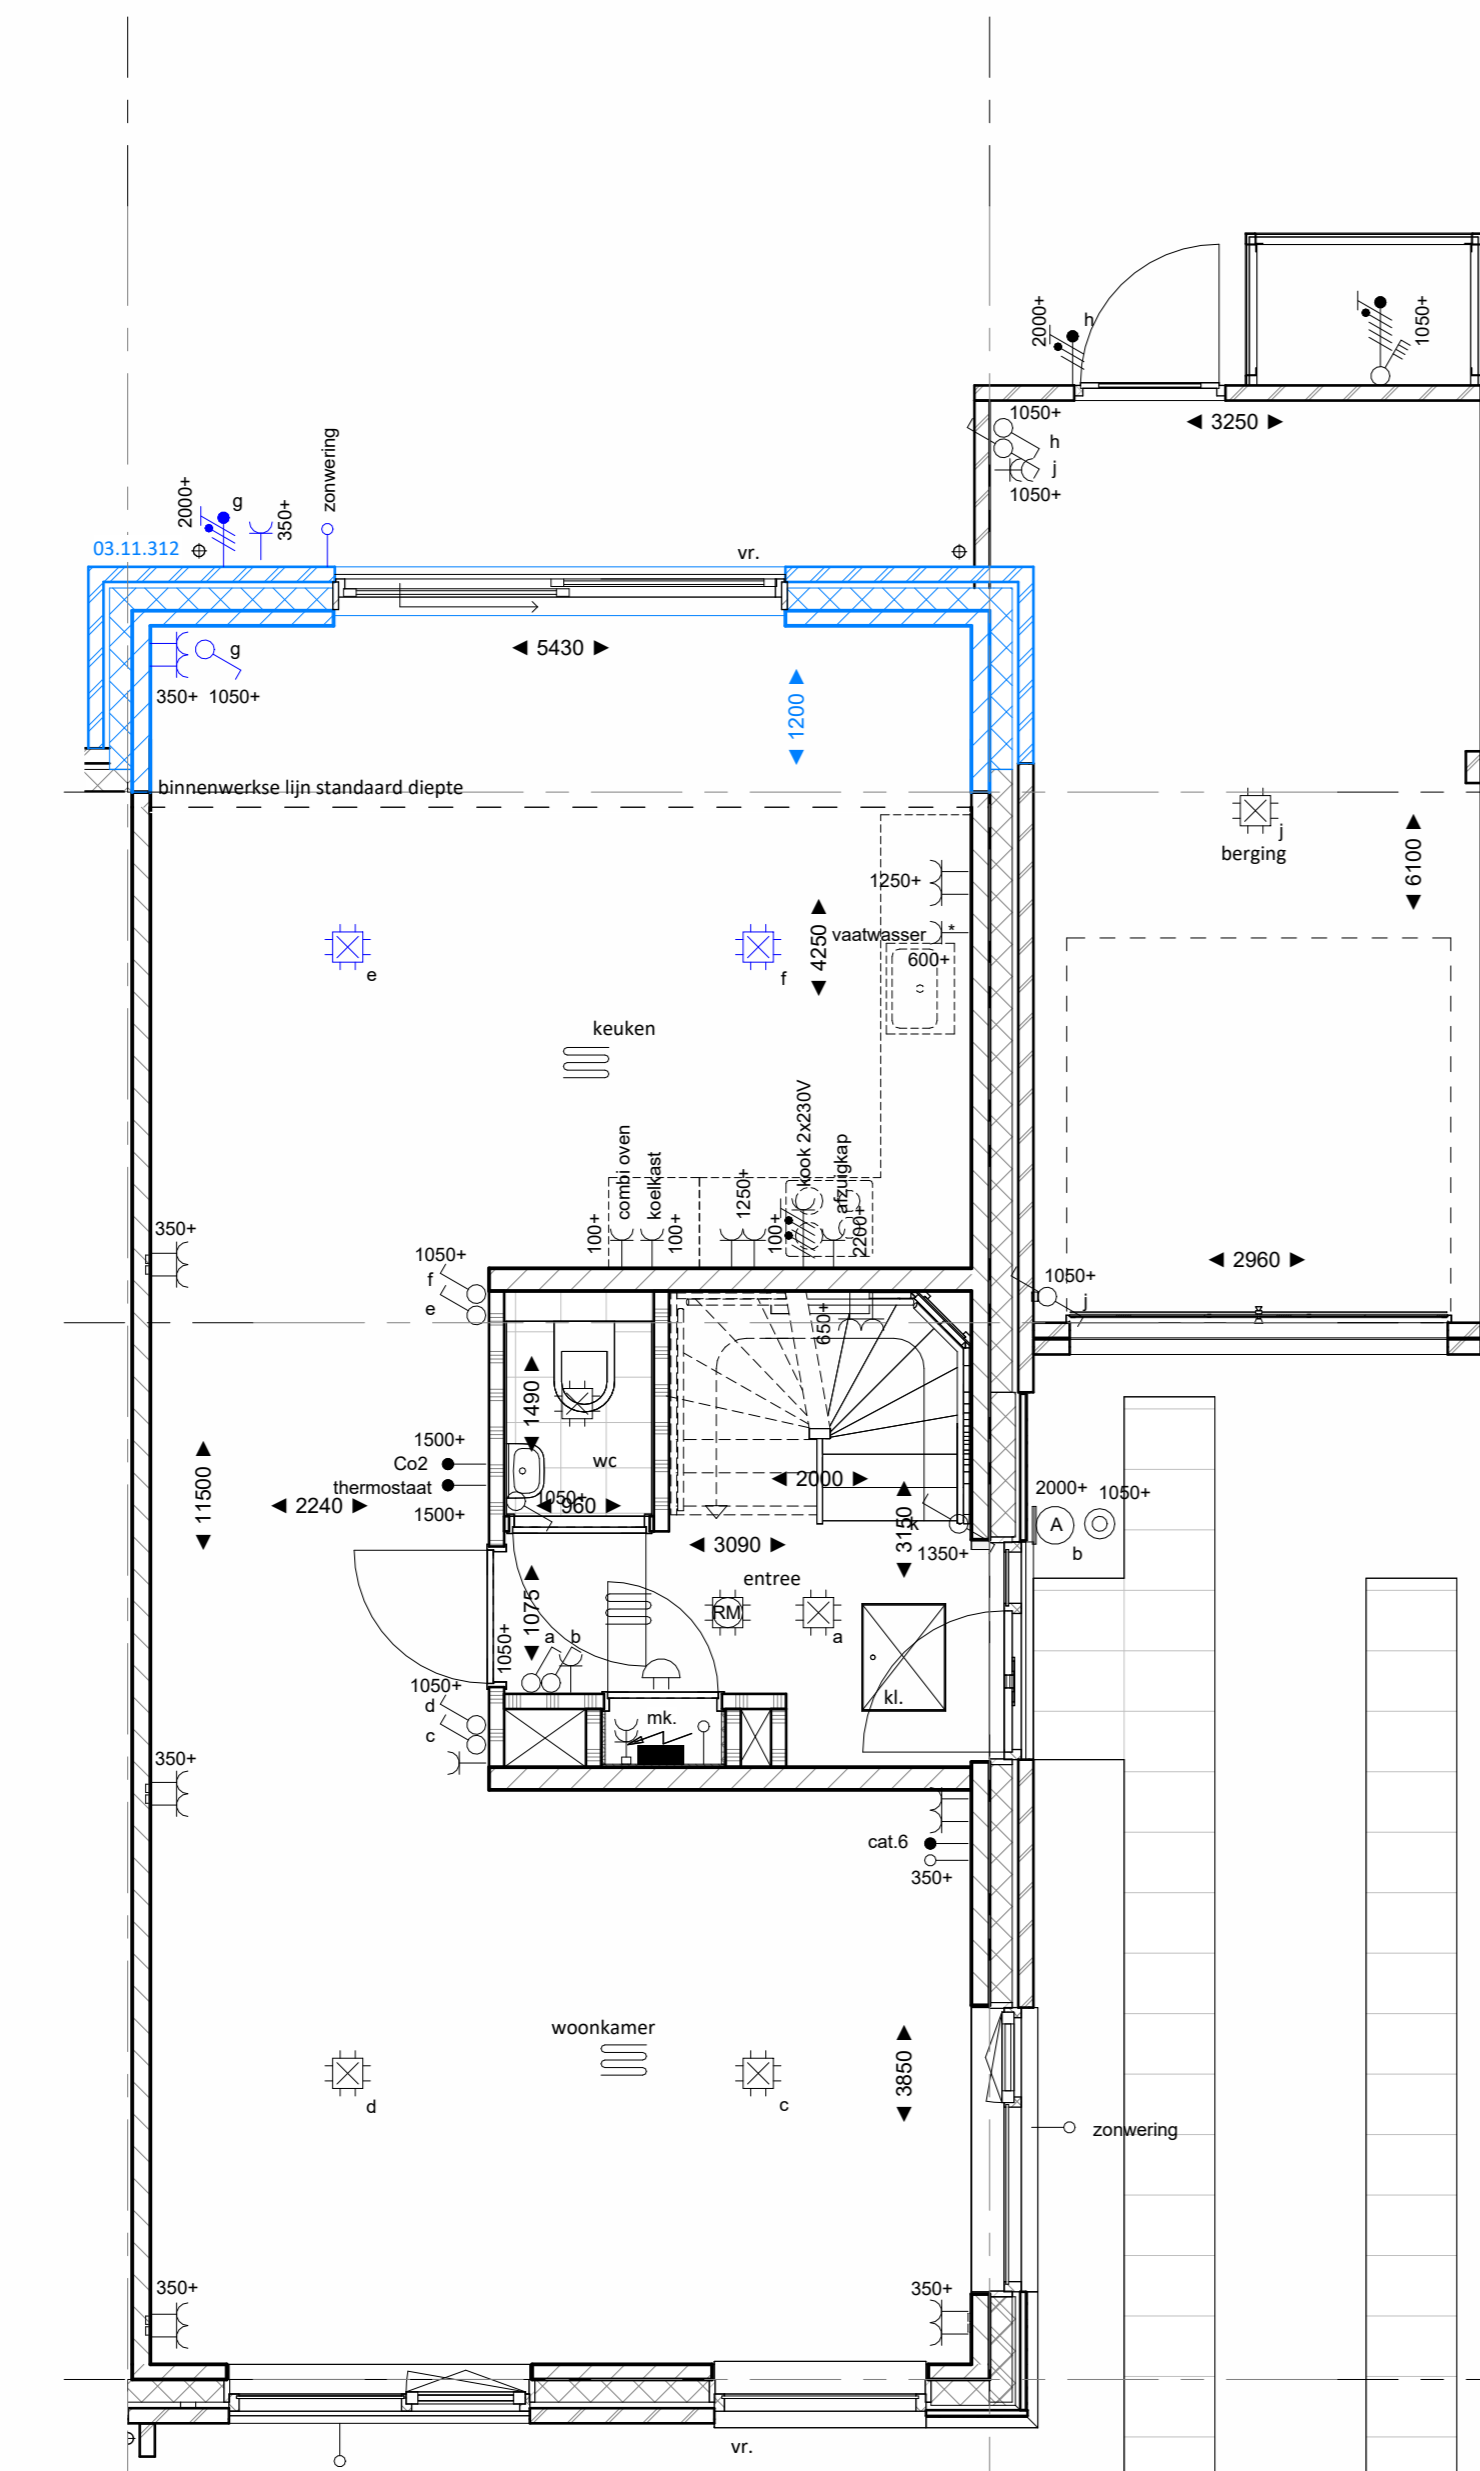 2000+
h
1050+
1050+
h
j
1050+
◄ 3250 ►
zonwering
2000+
g
350+
03.11.312
vr.
g
350+ 1050+
◄ 5430 ►
◄ 1200 ►
binnenwerkse lijn standaard diepte
j
berging
◄ 6100 ►
1250+
vaatwasser
*
600+
◄ 4250 ►
e
f
keuken
combi oven
koelkast
100+
100+
1250+
100+
kook 2x230V
afzuigkap
2200+
350+
1050+
f
e
◄ 2960 ►
1050+
j
650+
◄ 1490 ►
wc
1500+
Co2
thermostaat
1500+
1050+
◄ 960 ►
◄ 2000 ►
◄ 11500 ►
◄ 2240 ►
◄ 3090 ►
◄ 3150 ►
k
1350+
2000+
1050+
A
b
entree
RM
a
◄ 1075 ►
1050+
a
b
1050+
d
c
mk.
kl.
350+
cat.6
350+
woonkamer
◄ 3850 ►
d
c
zonwering
350+
350+
vr.